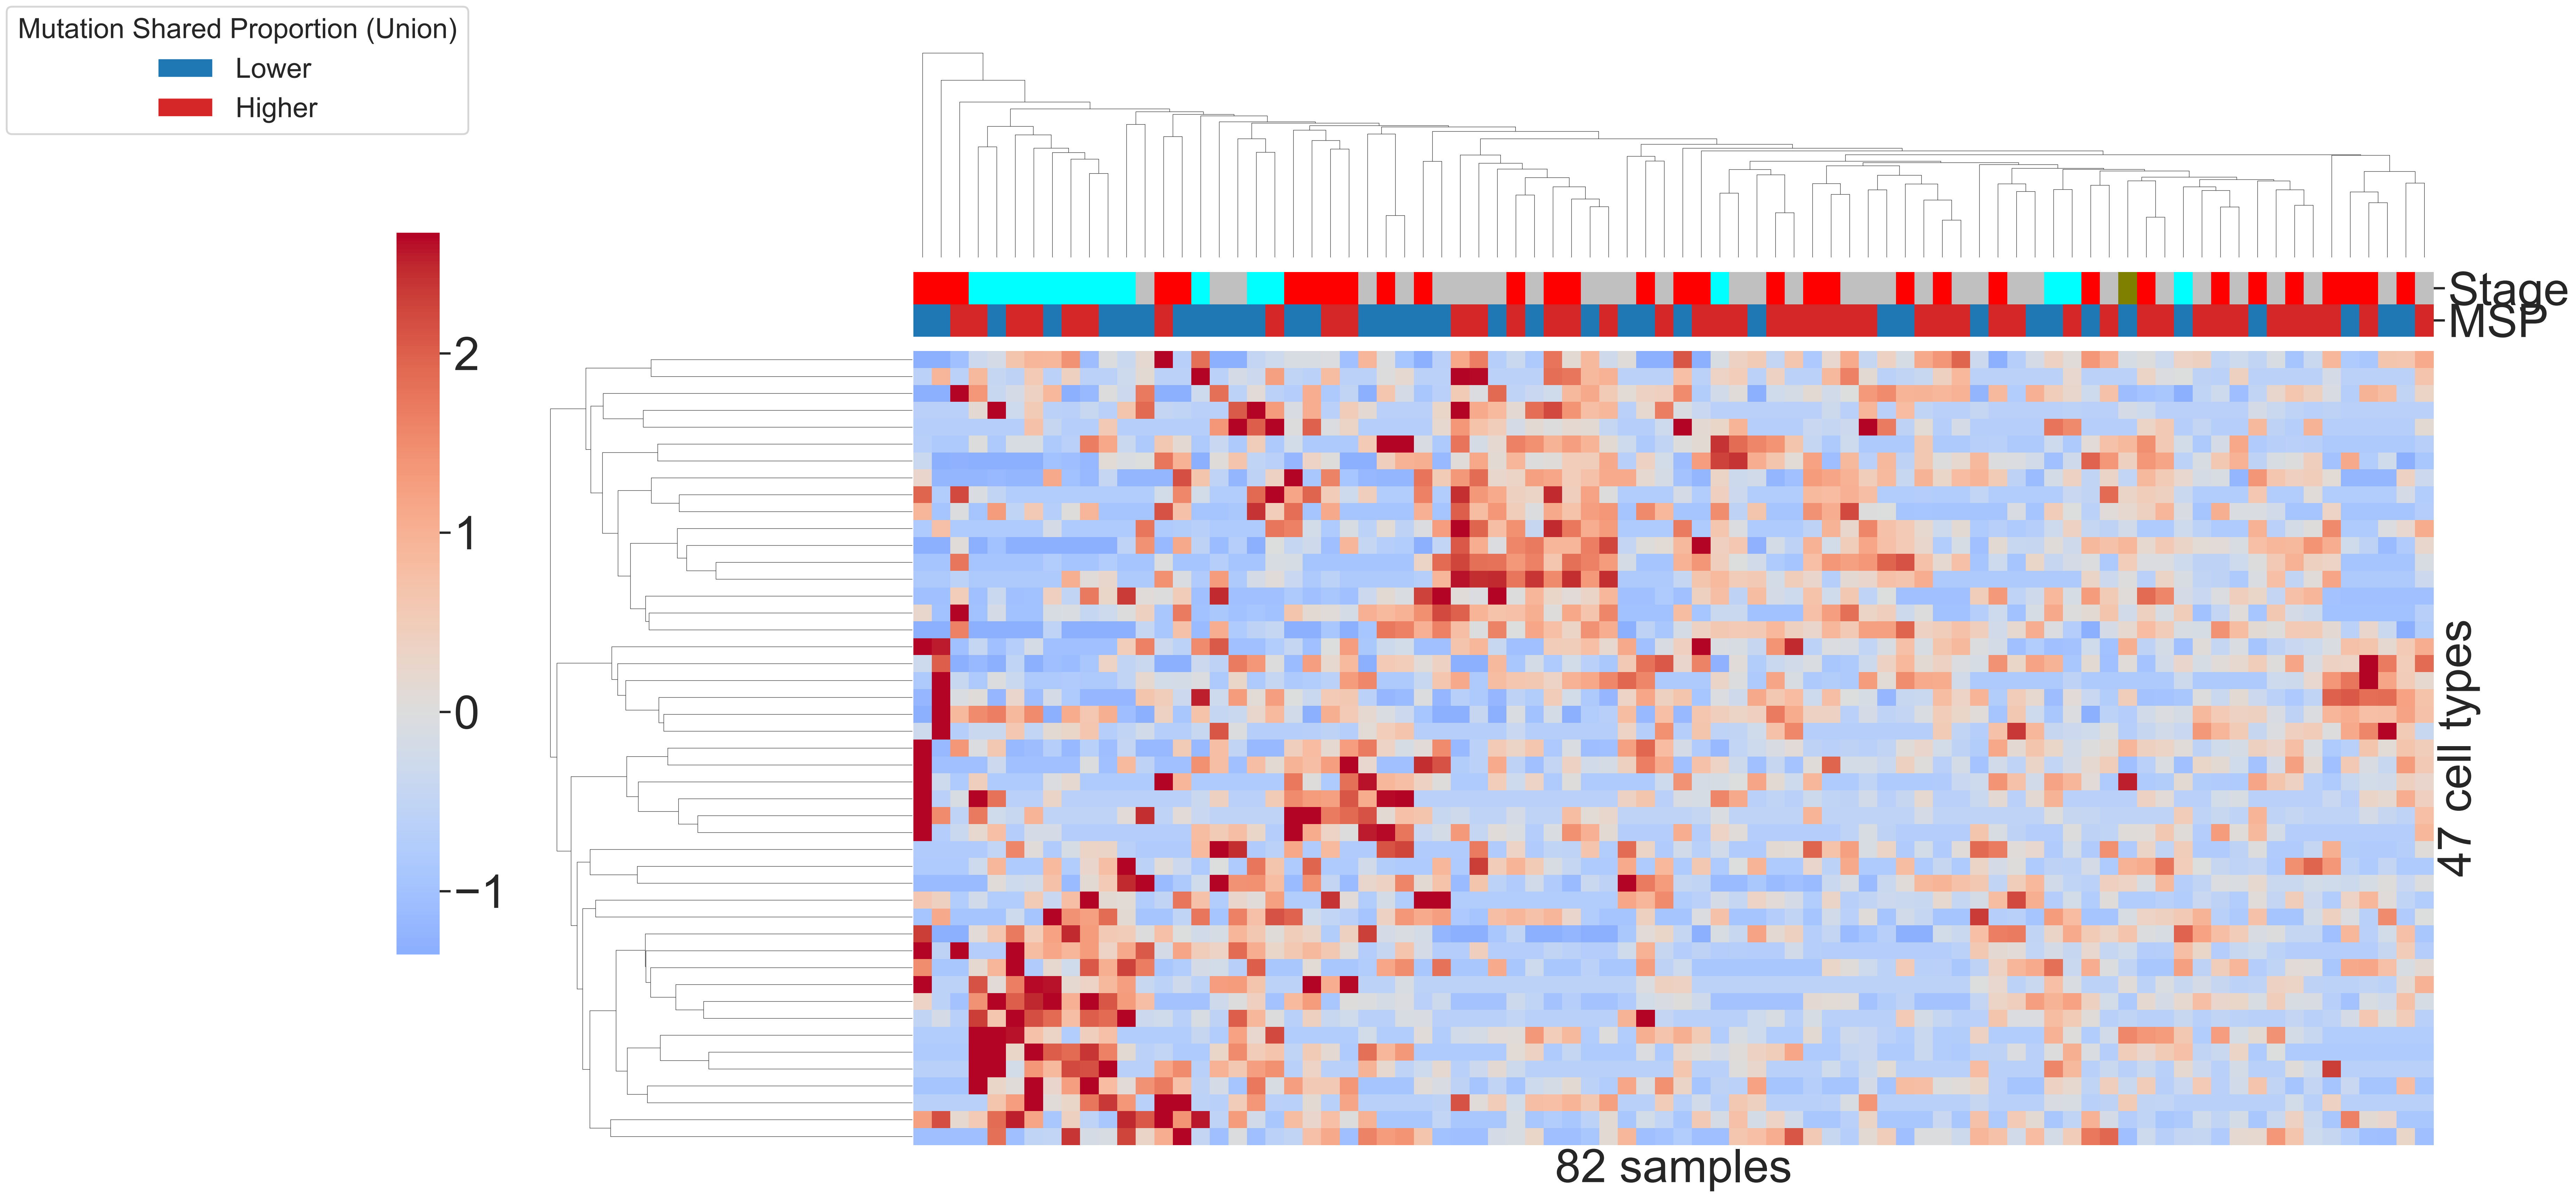 Mutation Shared Proportion (Union)
Lower
Higher
2
1
0
−1
Stage
MSP
47 cell types
82 samples